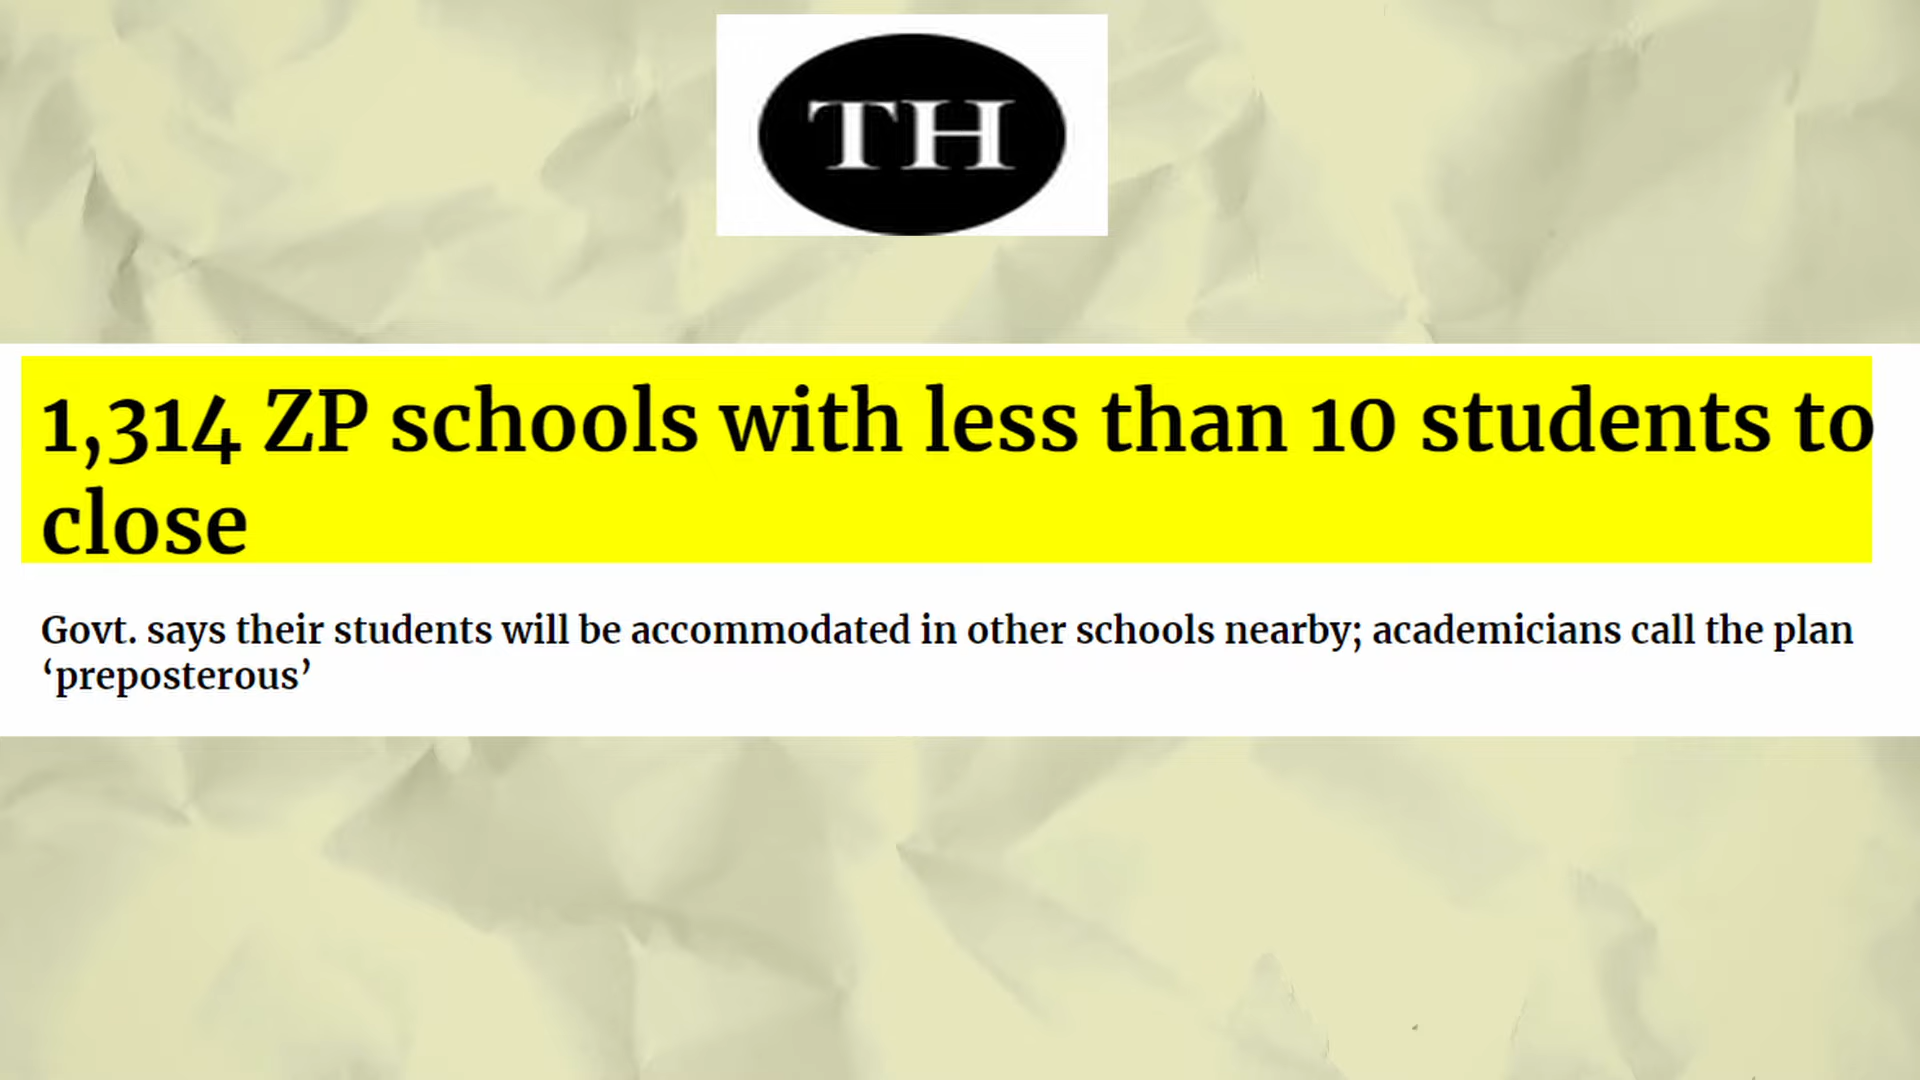 TH
1,314 ZP schools with less than 10 students to
close
Govt. says their students will be accommodated in other schools nearby; academicians call the plan
‘preposterous’